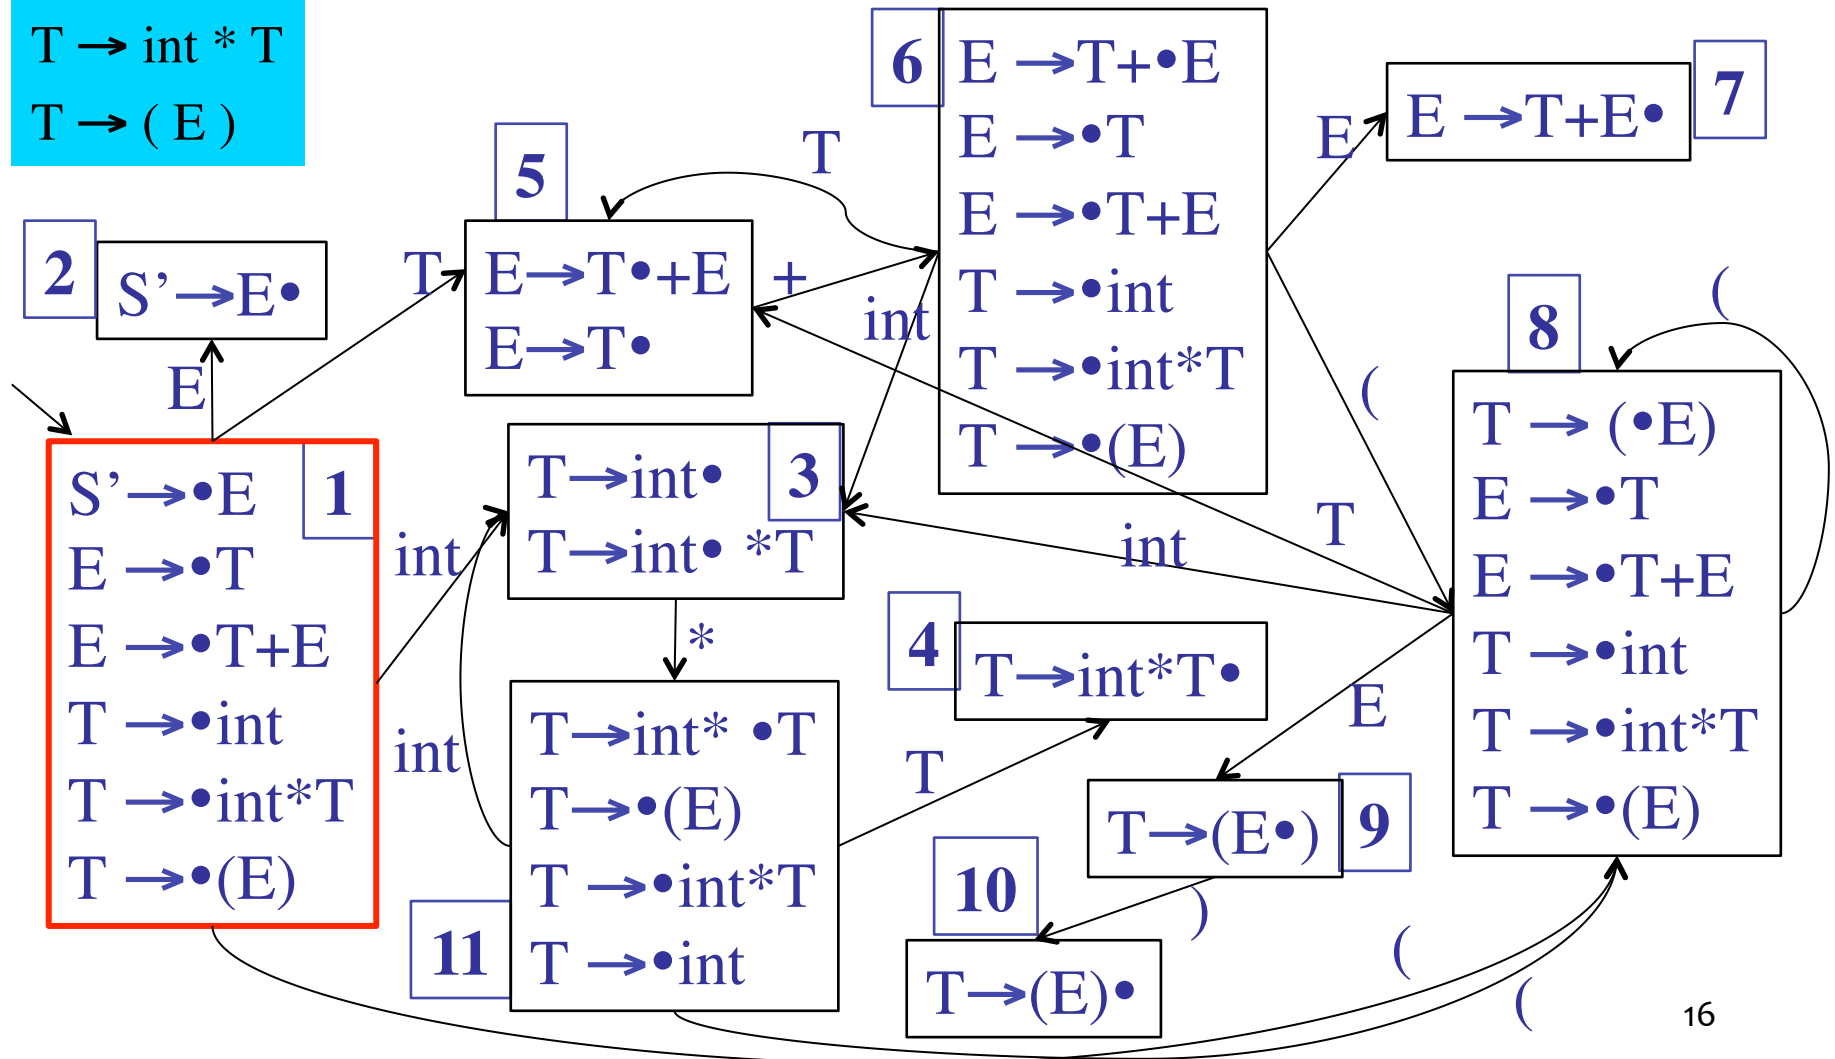 T → int * T
T → ( E )
2
S’→E•
E
T
5
E→T•+E
E→T•
T
+
int
6
E →T+•E
E →•T
E →•T+E
T →•int
T →•int*T
T →•(E)
E
E →T+E•
7
(
8
(
T → (•E)
E →•T
E →•T+E
T →•int
T →•int*T
T →•(E)
1
S’→•E
E →•T
E →•T+E
T →•int
T →•int*T
T →•(E)
int
int
3
T→int•
T→int• *T
*
int
T
11
T→int* •T
T→•(E)
T →•int*T
T →•int
T
4
T→int*T•
E
T→(E•)
9
)
10
T→(E)•
(
(
16